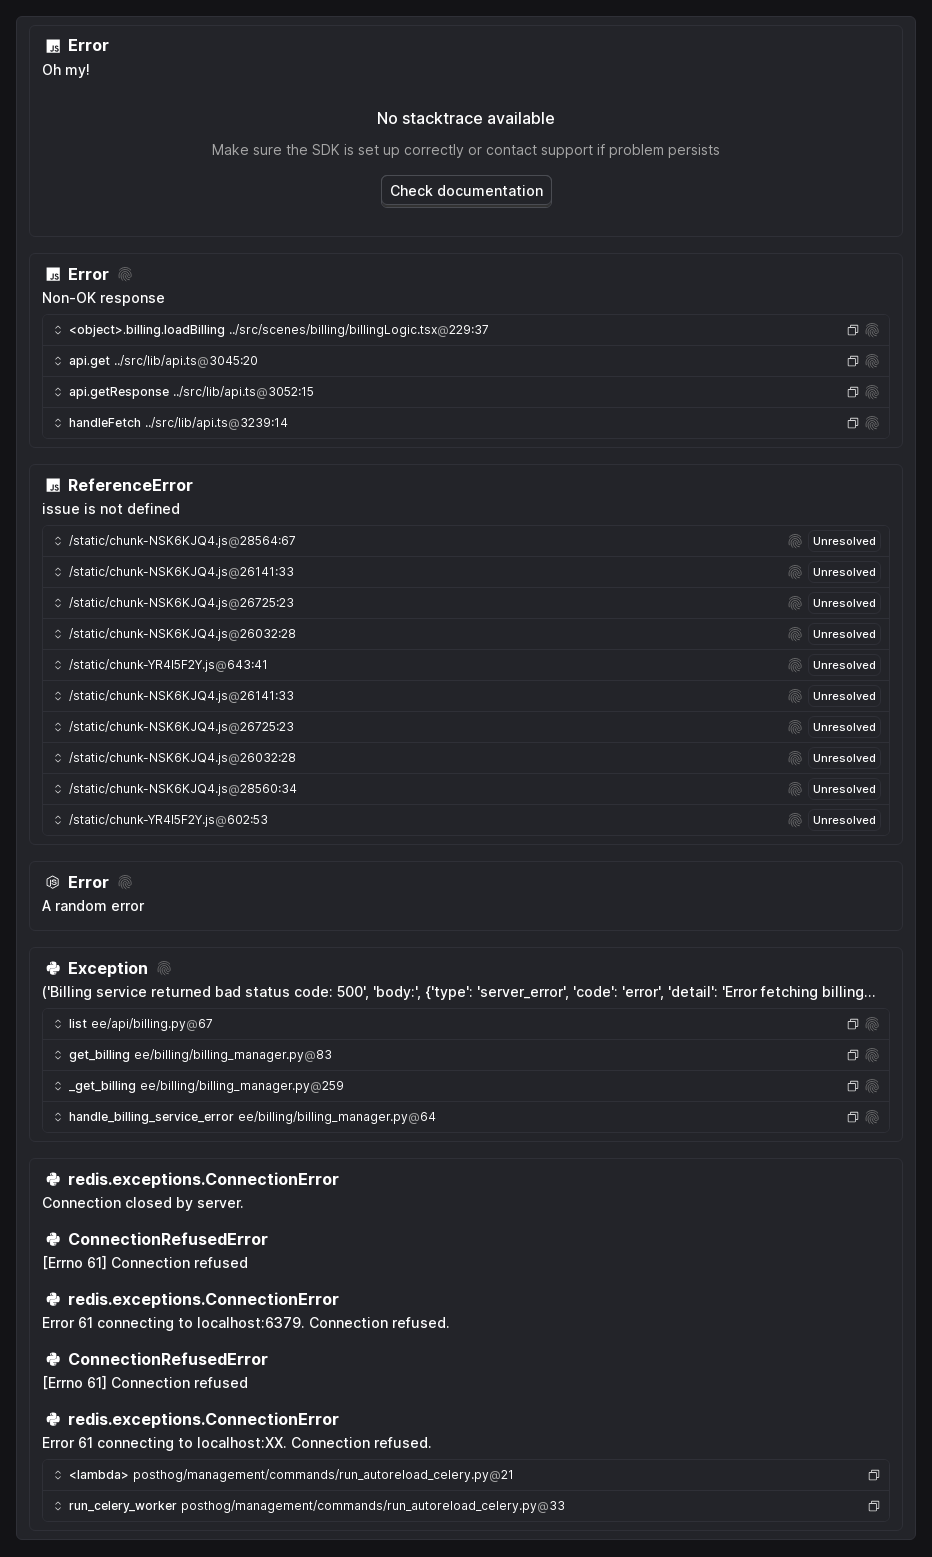 Error
Oh my!
No stacktrace available
Make sure the SDK is set up correctly or contact support if problem persists
Check documentation
Error
Non-OK response
<object>.billing.loadBilling ../src/scenes/billing/billingLogic.tsx@229:37
api.get ../src/lib/api.ts@3045:20
api.getResponse ../src/lib/api.ts@3052:15
handleFetch ../src/lib/api.ts@3239:14
ReferenceError
issue is not defined
/static/chunk-NSK6KJQ4.js@28564:67 Unresolved
/static/chunk-NSK6KJQ4.js@26141:33 Unresolved
/static/chunk-NSK6KJQ4.js@26725:23 Unresolved
/static/chunk-NSK6KJQ4.js@26032:28 Unresolved
/static/chunk-YR4I5F2Y.js@643:41 Unresolved
/static/chunk-NSK6KJQ4.js@26141:33 Unresolved
/static/chunk-NSK6KJQ4.js@26725:23 Unresolved
/static/chunk-NSK6KJQ4.js@26032:28 Unresolved
/static/chunk-NSK6KJQ4.js@28560:34 Unresolved
/static/chunk-YR4I5F2Y.js@602:53 Unresolved
Error
A random error
Exception
('Billing service returned bad status code: 500', 'body:', {'type': 'server_error', 'code': 'error', 'detail': 'Error fetching billing...
list ee/api/billing.py@67
get_billing ee/billing/billing_manager.py@83
_get_billing ee/billing/billing_manager.py@259
handle_billing_service_error ee/billing/billing_manager.py@64
redis.exceptions.ConnectionError
Connection closed by server.
ConnectionRefusedError
[Errno 61] Connection refused
redis.exceptions.ConnectionError
Error 61 connecting to localhost:6379. Connection refused.
ConnectionRefusedError
[Errno 61] Connection refused
redis.exceptions.ConnectionError
Error 61 connecting to localhost:XX. Connection refused.
<lambda> posthog/management/commands/run_autoreload_celery.py@21
run_celery_worker posthog/management/commands/run_autoreload_celery.py@33